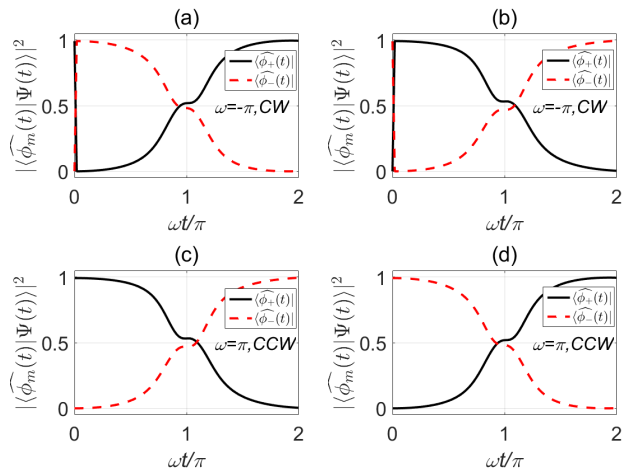 (a)
|⟨ϕ̂ₘ(t)|Ψ(t)⟩|²
1
0.5
0
⟨ϕ̂₊(t)|
⟨ϕ̂₋(t)|
ω=-π,CW
0 1 2
ωt/π
(b)
|⟨ϕ̂ₘ(t)|Ψ(t)⟩|²
1
0.5
0
⟨ϕ̂₊(t)|
⟨ϕ̂₋(t)|
ω=-π,CW
0 1 2
ωt/π
(c)
|⟨ϕ̂ₘ(t)|Ψ(t)⟩|²
1
0.5
0
⟨ϕ̂₊(t)|
⟨ϕ̂₋(t)|
ω=π,CCW
0 1 2
ωt/π
(d)
|⟨ϕ̂ₘ(t)|Ψ(t)⟩|²
1
0.5
0
⟨ϕ̂₊(t)|
⟨ϕ̂₋(t)|
ω=π,CCW
0 1 2
ωt/π